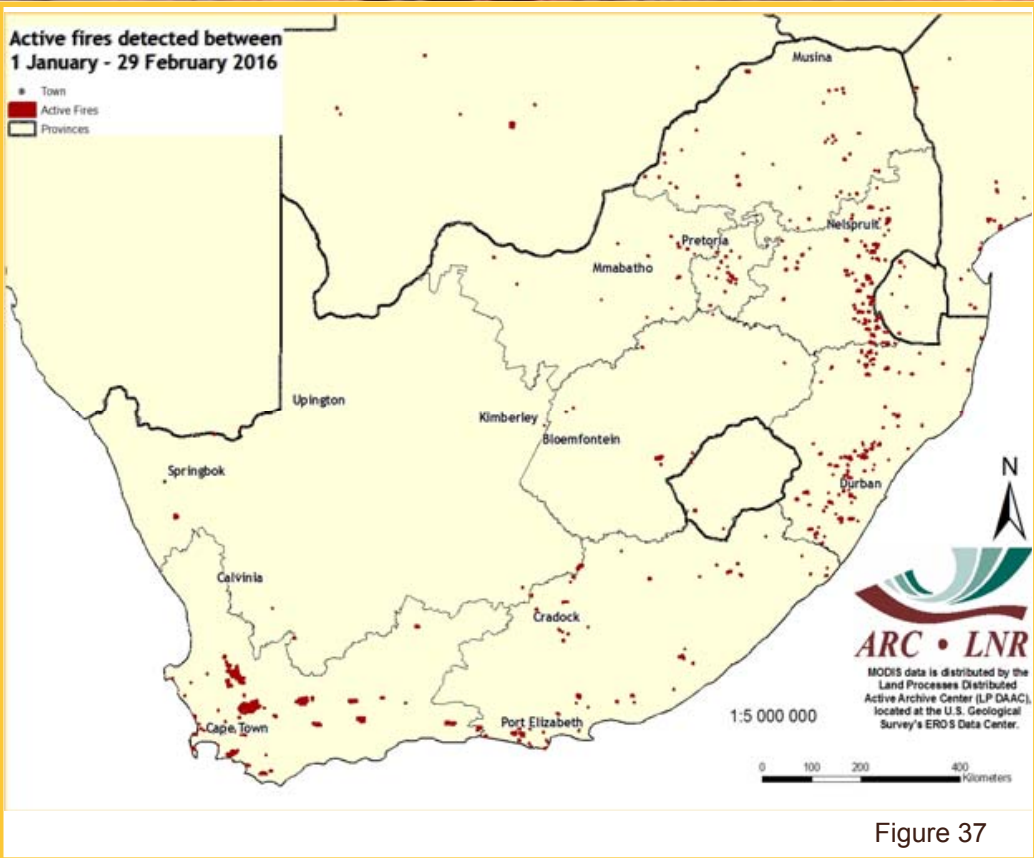 Active fires detected between
1 January - 29 February 2016
Town
Active Fires
Provinces
Musina
Nelspruit
Pretoria
Mmabatho
Upington
Kimberley
Bloemfontein
Springbok
Durban
N
Calvinia
Cradock
ARC • LNR
MODIS data is distributed by the
Land Processes Distributed
Active Archive Center (LP DAAC),
located at the U.S. Geological
Survey's EROS Data Center.
Cape Town
Port Elizabeth
1:5 000 000
0 100 200 400
Kilometers
Figure 37